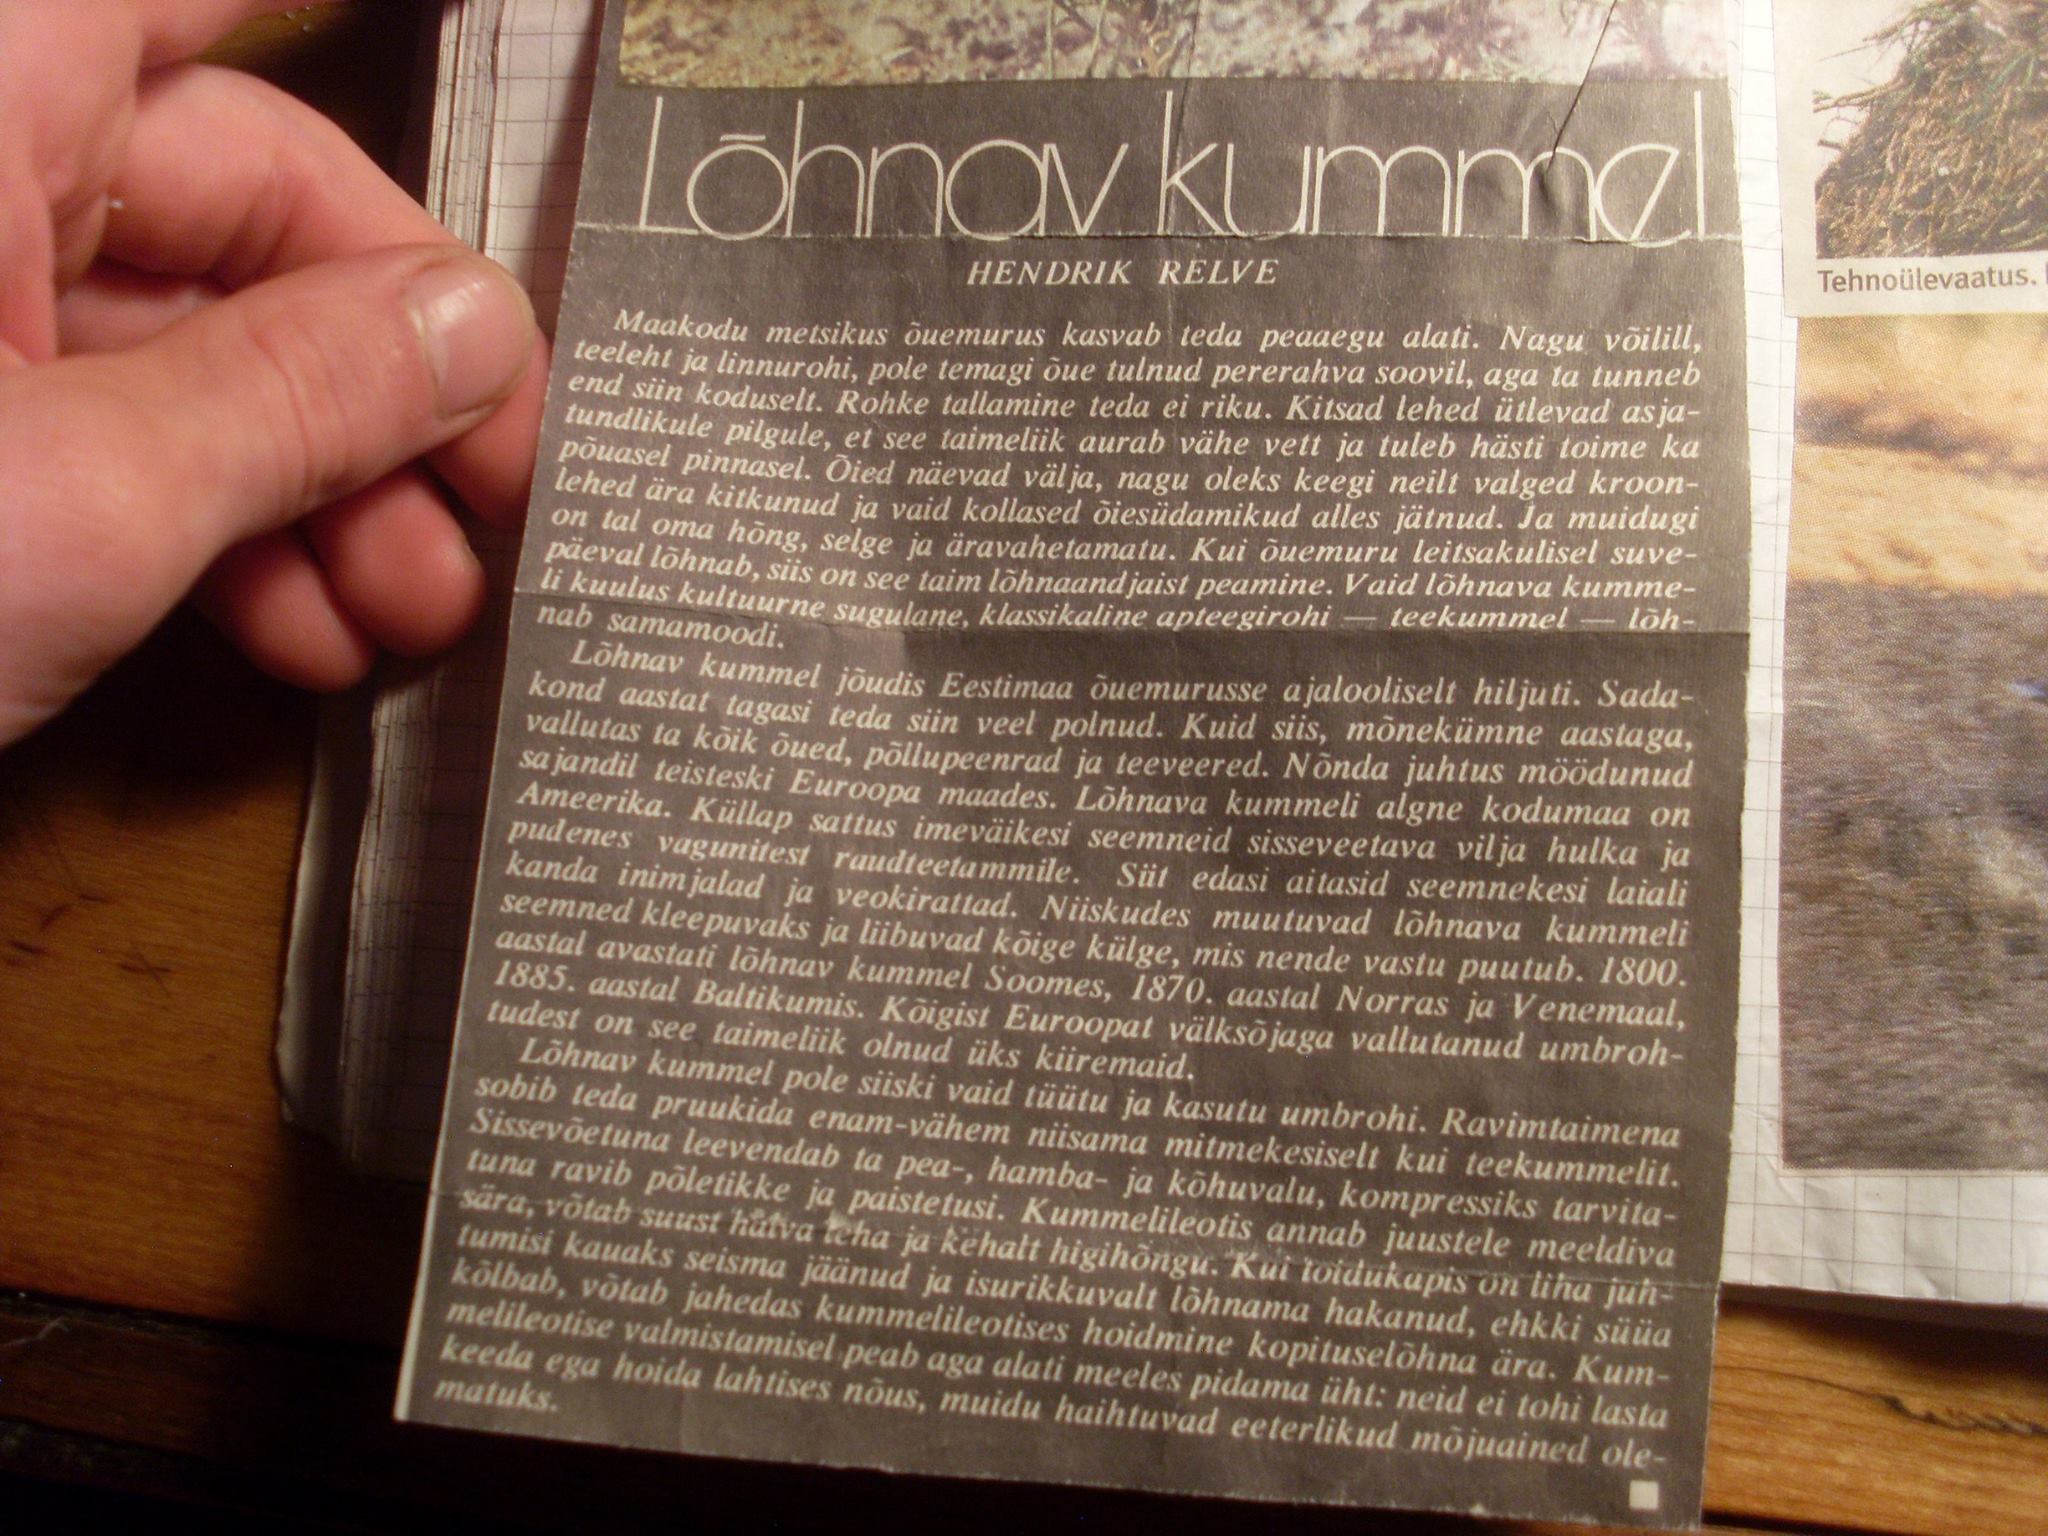 Lõhnav kummel
HENDRIK RELVE
Maakodu metsikus õuemurus kasvab teda peaaegu alati. Nagu võilill,
teeleht ja linnurohi, pole temagi õue tulnud pererahva soovil, aga ta tunneb
end siin koduselt. Rohke tallamine teda ei riku. Kitsad lehed ütlevad asja-
tundlikule pilgule, et see taimeliik aurab vähe vett ja tuleb hästi toime ka
põuasel pinnasel. Õied näevad välja, nagu oleks keegi neilt valged kroon-
lehed ära kitkunud ja vaid kollased õiesüdamikud alles jätnud. Ja muidugi
on tal oma hõng, selge ja äravahetamatu. Kui õuemuru leitsakulisel suve-
päeval lõhnab, siis on see taim lõhnaandjaist peamine. Vaid lõhnava kumme-
li kuulus kultuurne sugulane, klassikaline apteegirohi — teekummel — lõh-
nab samamoodi.
Lõhnav kummel jõudis Eestimaa õuemurusse ajalooliselt hiljuti. Sada-
kond aastat tagasi teda siin veel polnud. Kuid siis, mõnekümne aastaga,
vallutas ta kõik õued, põllupeenrad ja teeveered. Nõnda juhtus möödunud
sajandil teisteski Euroopa maades. Lõhnava kummeli algne kodumaa on
Ameerika. Küllap sattus imeväikesi seemneid sisseveetava vilja hulka ja
pudenes vagunitest raudteetammile. Siit edasi aitasid seemnekesi laiali
kanda inimjalad ja veokirattad. Niiskudes muutuvad lõhnava kummeli
seemned kleepuvaks ja liibuvad kõige külge, mis nende vastu puutub. 1800.
aastal avastati lõhnav kummel Soomes, 1870. aastal Norras ja Venemaal,
1885. aastal Baltikumis. Kõigist Euroopat välksõjaga vallutanud umbroh-
tudest on see taimeliik olnud üks kiiremaid.
Lõhnav kummel pole siiski vaid tüütu ja kasutu umbrohi. Ravimtaimena
sobib teda pruukida enam-vähem niisama mitmekesiselt kui teekummelit.
Sissevõetuna leevendab ta pea-, hamba- ja kõhuvalu, kompressiks tarvita-
tuna ravib põletikke ja paistetusi. Kummelileotis annab juustele meeldiva
sära, võtab suust halva leha ja kehalt higihõngu. Kui toidukapis on liha juh-
tumisi kauaks seisma jäänud ja isurikkuvalt lõhnama hakanud, ehkki süüa
kõlbab, võtab jahedas kummelileotises hoidmine kopituselõhna ära. Kum-
melileotise valmistamisel peab aga alati meeles pidama üht: neid ei tohi lasta
keeda ega hoida lahtises nõus, muidu haihtuvad eeterlikud mõjuained ole-
matuks.
Tehnoülevaatus.